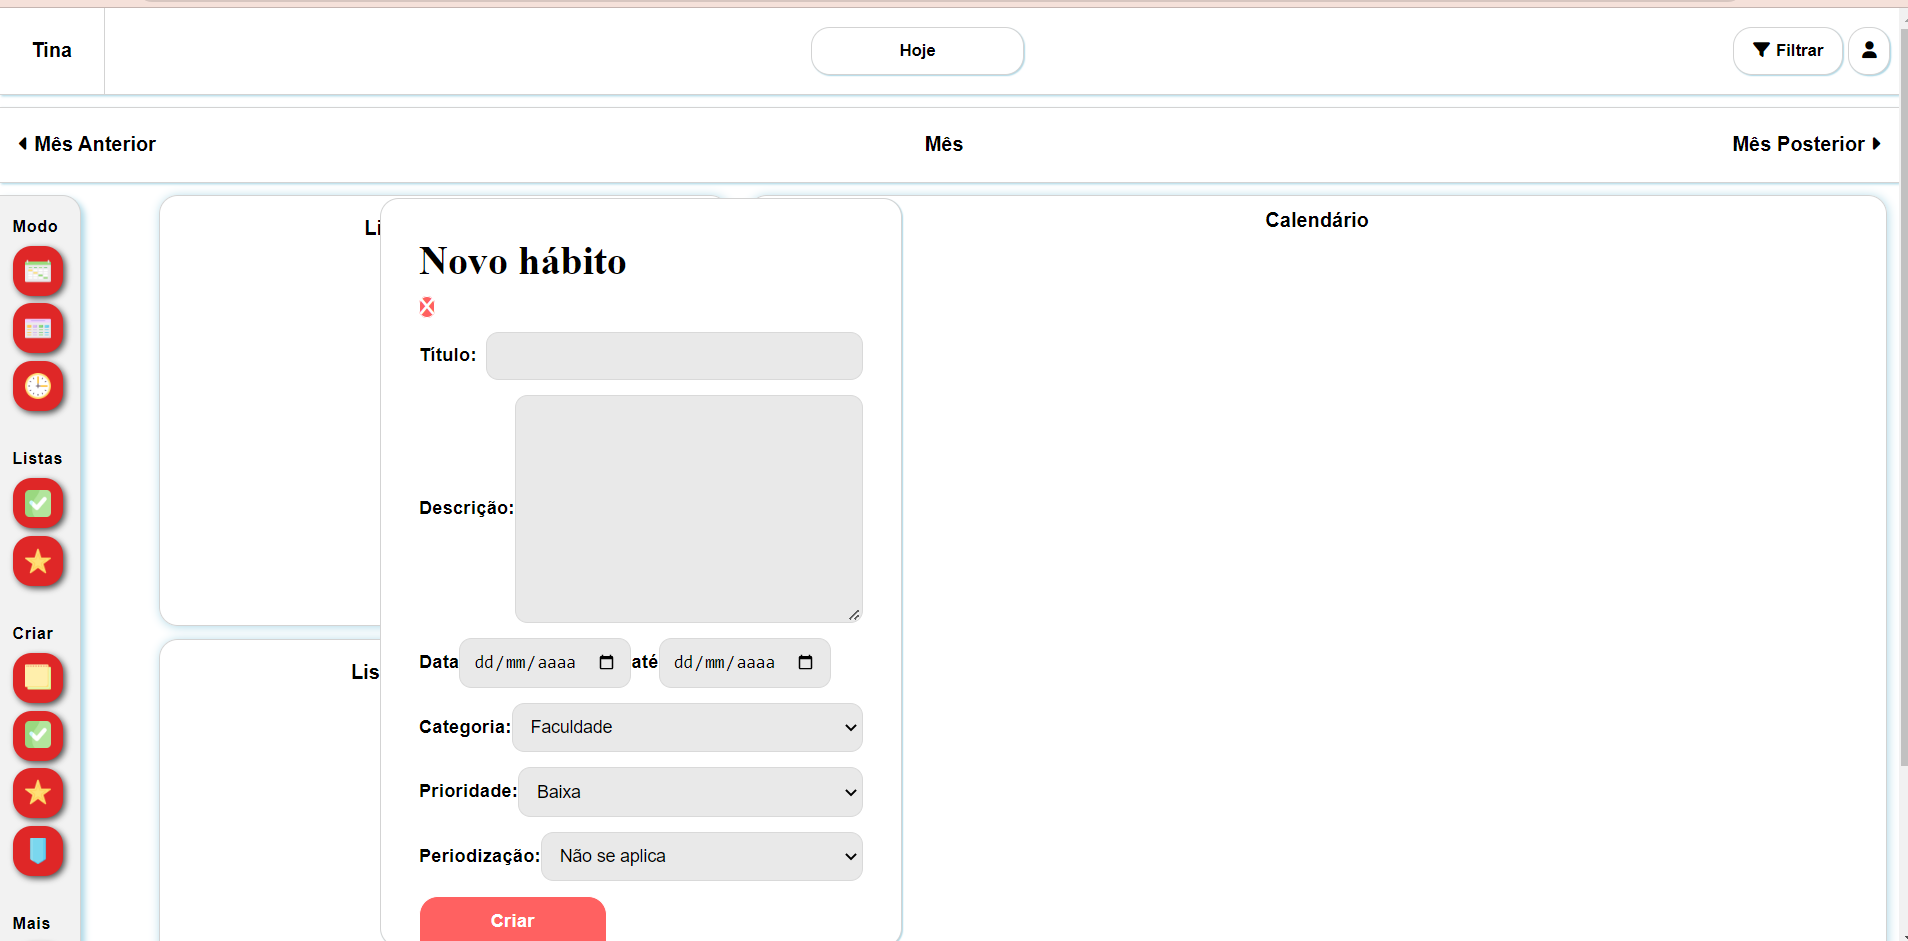 Tina
Hoje
Filtrar
Mês Anterior
Mês
Mês Posterior
Modo
Listas
Criar
Mais
Li
Lis
Calendário
Novo hábito
Título:
Descrição:
Data dd/mm/aaaa até dd/mm/aaaa
Categoria: Faculdade
Prioridade: Baixa
Periodização: Não se aplica
Criar